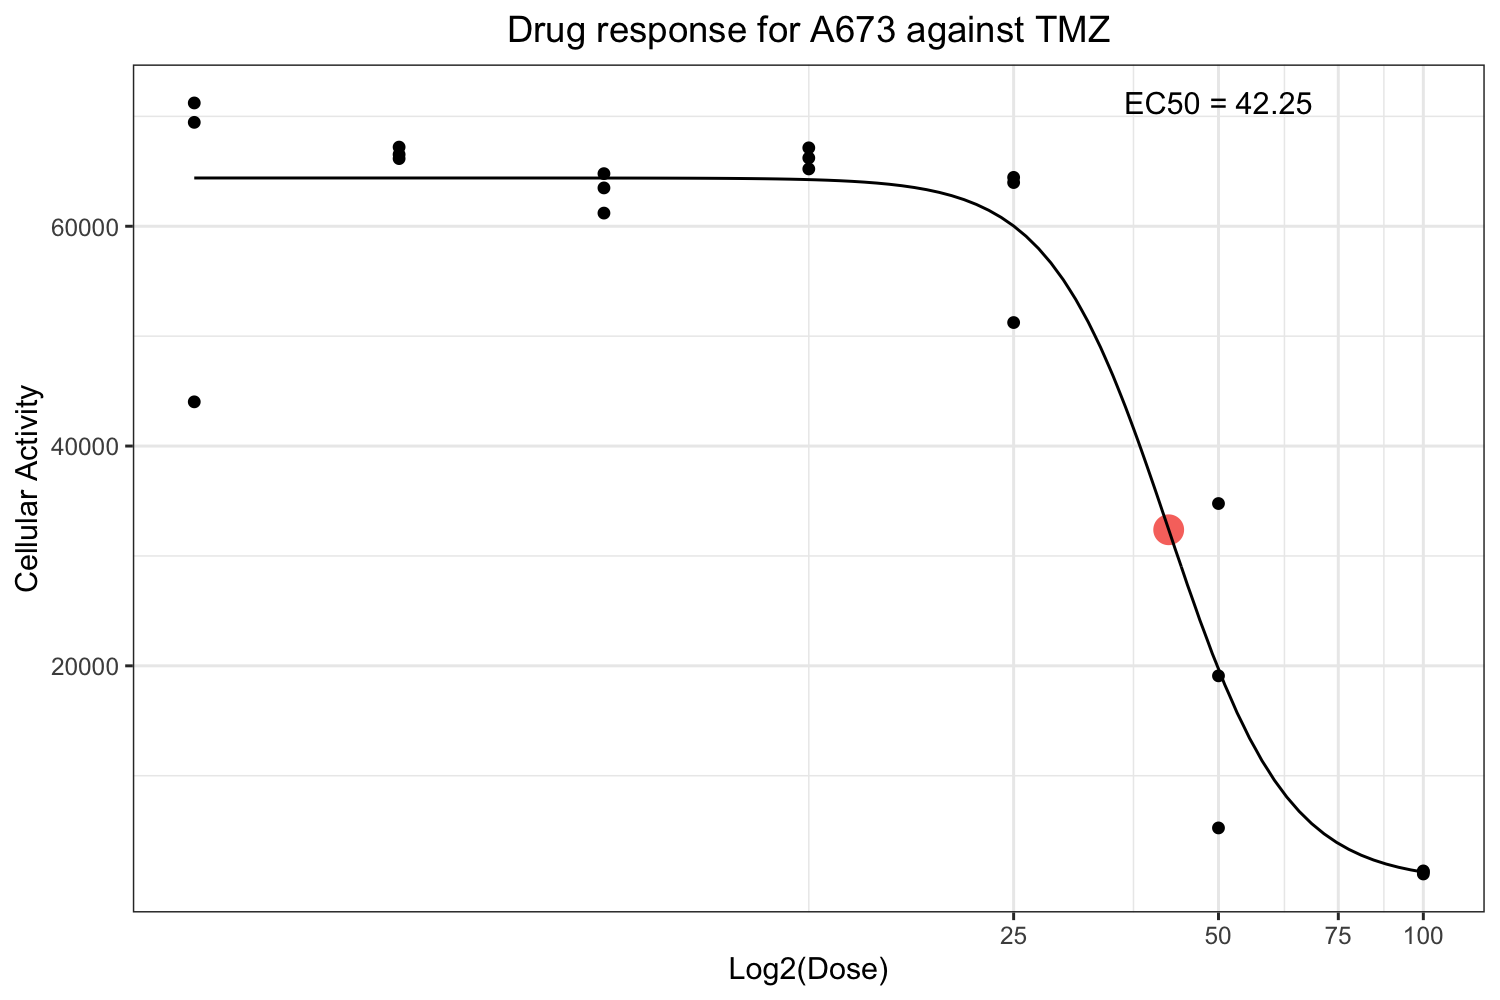 Drug response for A673 against TMZ
EC50 = 42.25
Cellular Activity
60000
40000
20000
25
50
75
100
Log2(Dose)